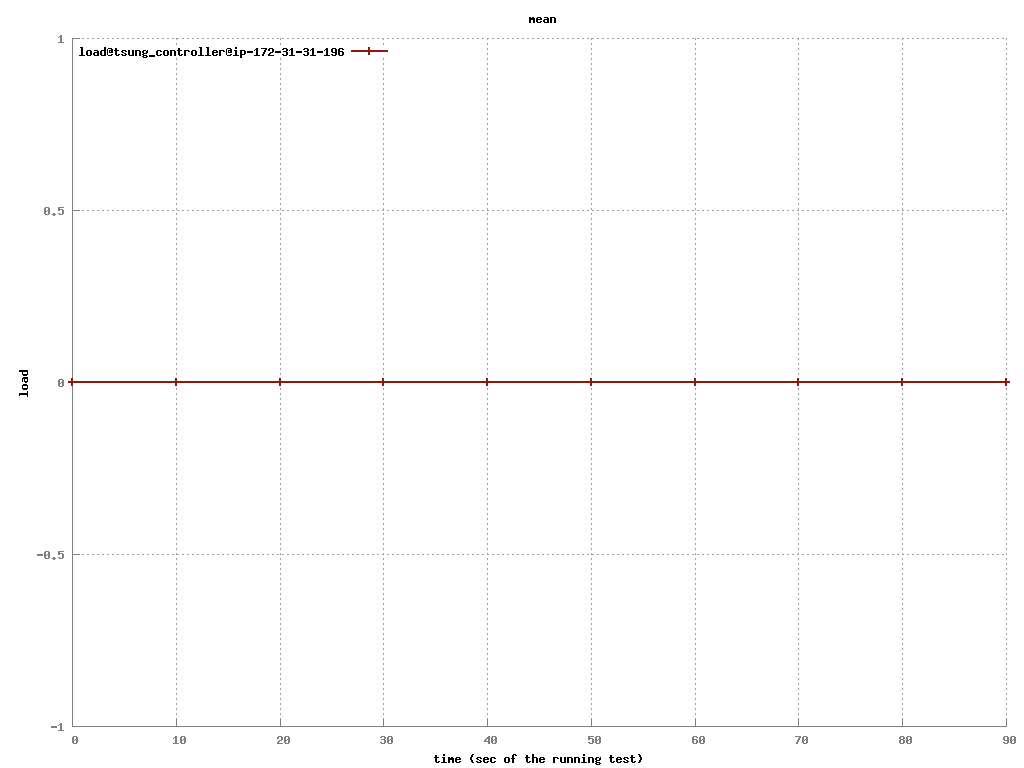 mean
1
load@tsung_controller@ip-172-31-31-196
0.5
load
0
-0.5
-1
0 10 20 30 40 50 60 70 80 90
time (sec of the running test)